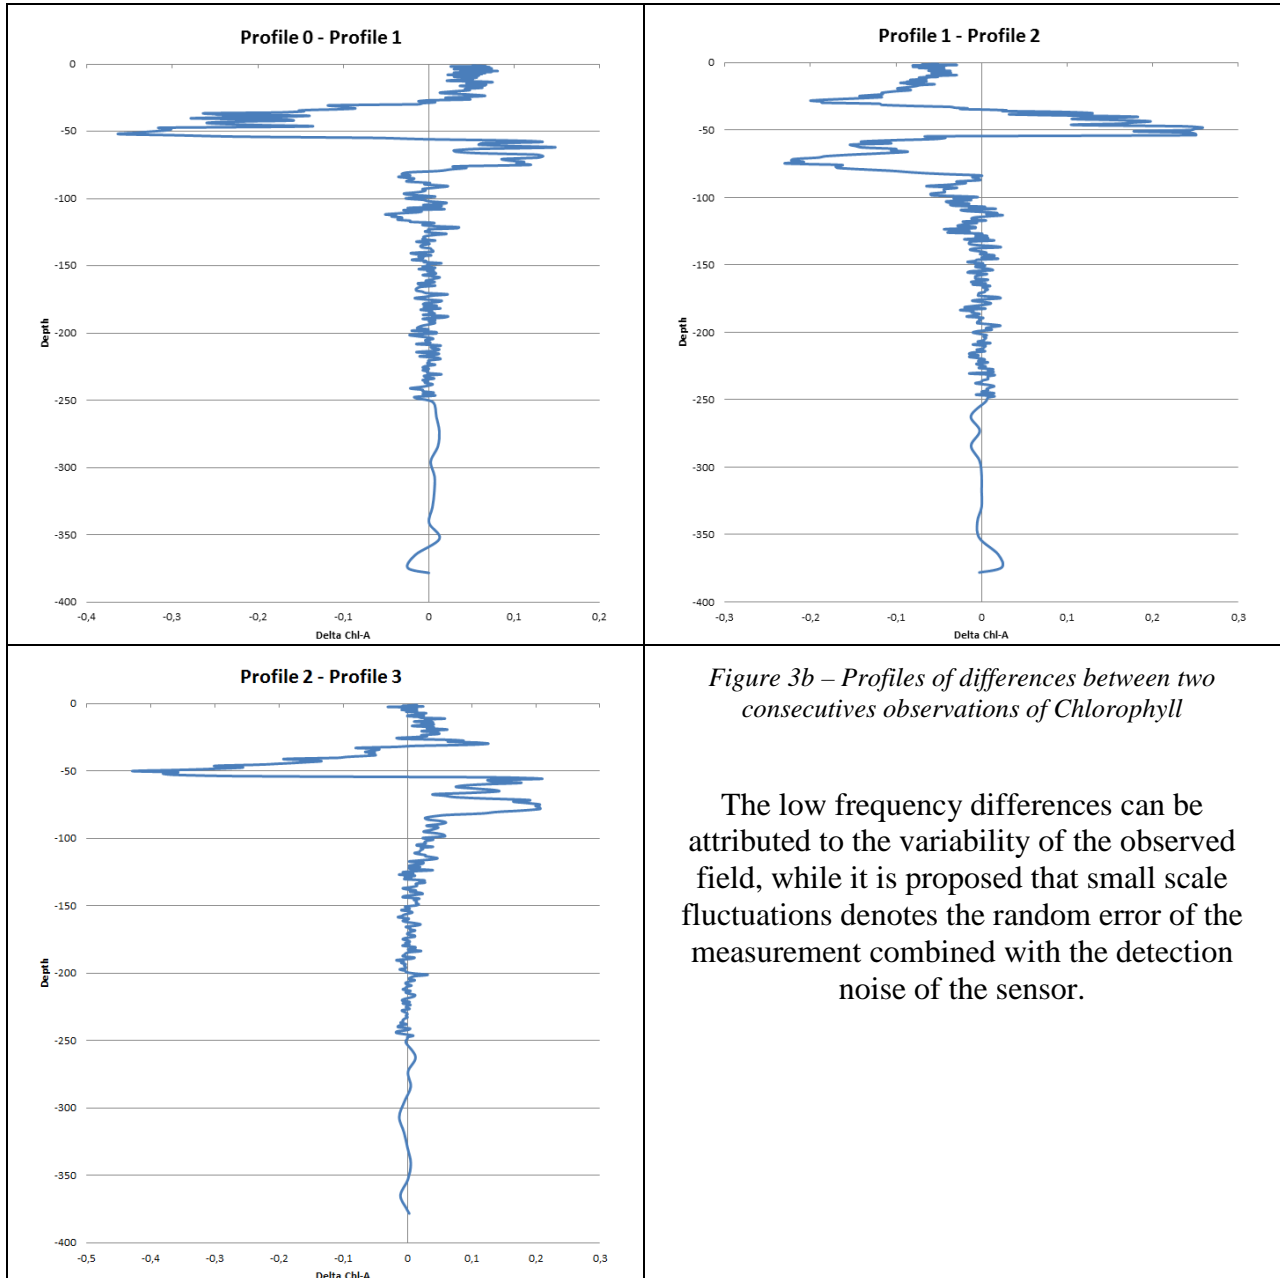 Profile 0 - Profile 1
0
-50
-100
-150
-200
-250
-300
-350
-400
Depth
-0,4 -0,3 -0,2 -0,1 0 0,1 0,2
Delta Chl-A
Profile 1 - Profile 2
0
-50
-100
-150
-200
-250
-300
-350
-400
Depth
-0,3 -0,2 -0,1 0 0,1 0,2 0,3
Delta Chl-A
Profile 2 - Profile 3
0
-50
-100
-150
-200
-250
-300
-350
-400
Depth
-0,5 -0,4 -0,3 -0,2 -0,1 0 0,1 0,2 0,3
Delta Chl-A
Figure 3b – Profiles of differences between two
consecutives observations of Chlorophyll
The low frequency differences can be
attributed to the variability of the observed
field, while it is proposed that small scale
fluctuations denotes the random error of the
measurement combined with the detection
noise of the sensor.